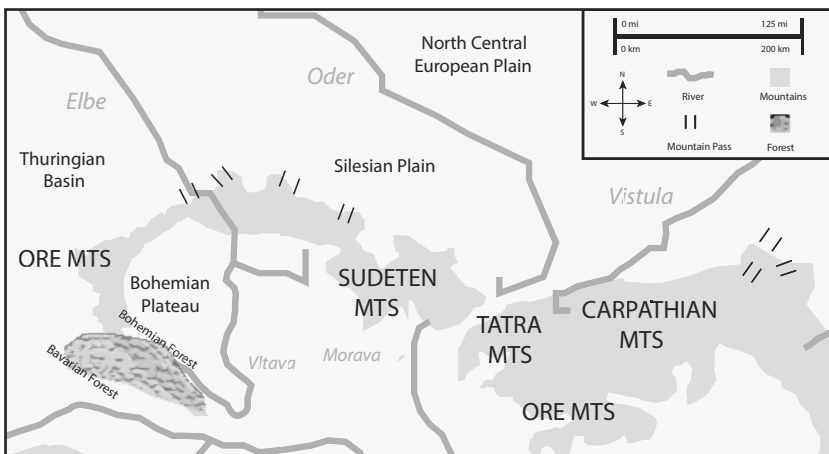 North Central
European Plain
Oder
Elbe
Thuringian
Basin
Silesian Plain
Vistula
ORE MTS
Bohemian
Plateau
SUDETEN
MTS
TATRA
MTS
CARPATHIAN
MTS
Bohemian Forest
Bavarian Forest
Vltava
Morava
ORE MTS
0 mi 125 mi
0 km 200 km
N
W E
S
River
Mountains
Mountain Pass
Forest